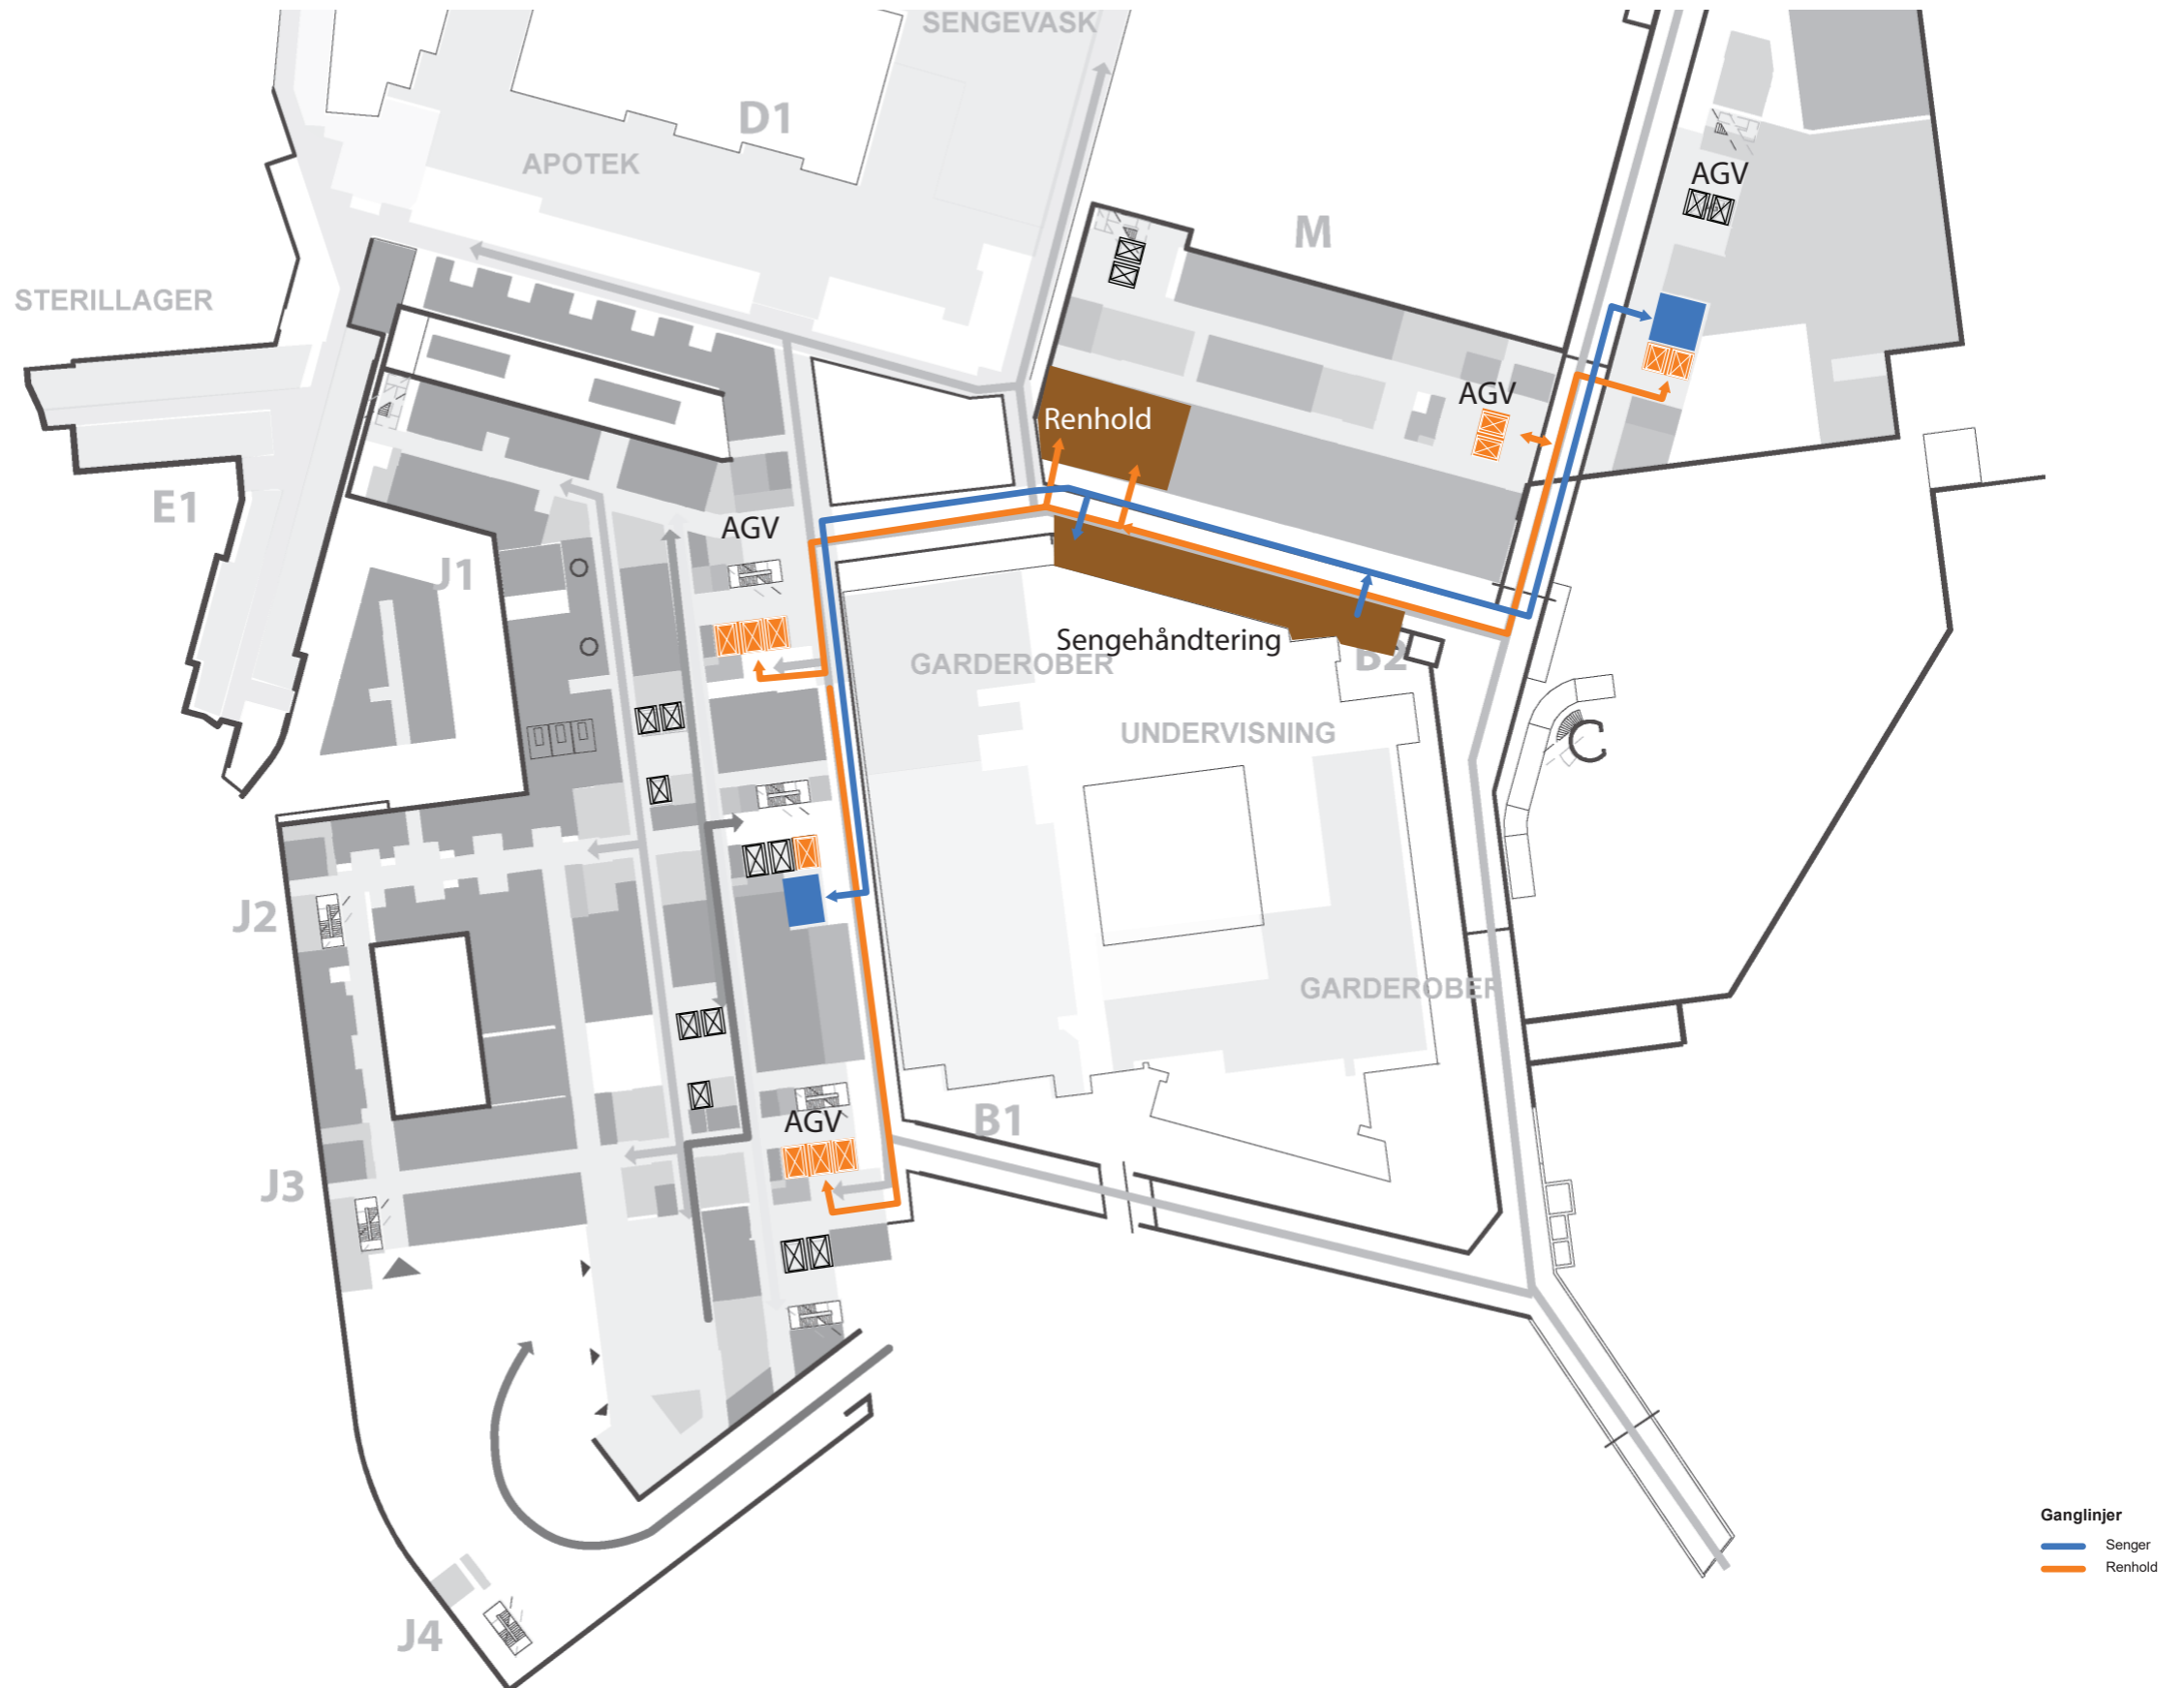 SENGEVASK
D1
APOTEK
AGV
M
STERILLAGER
AGV
Renhold
E1
AGV
J1
Sengehåndtering
GARDEROBER
B2
UNDERVISNING
C
J2
GARDEROBER
B1
AGV
J3
Ganglinjer
Senger
Renhold
J4